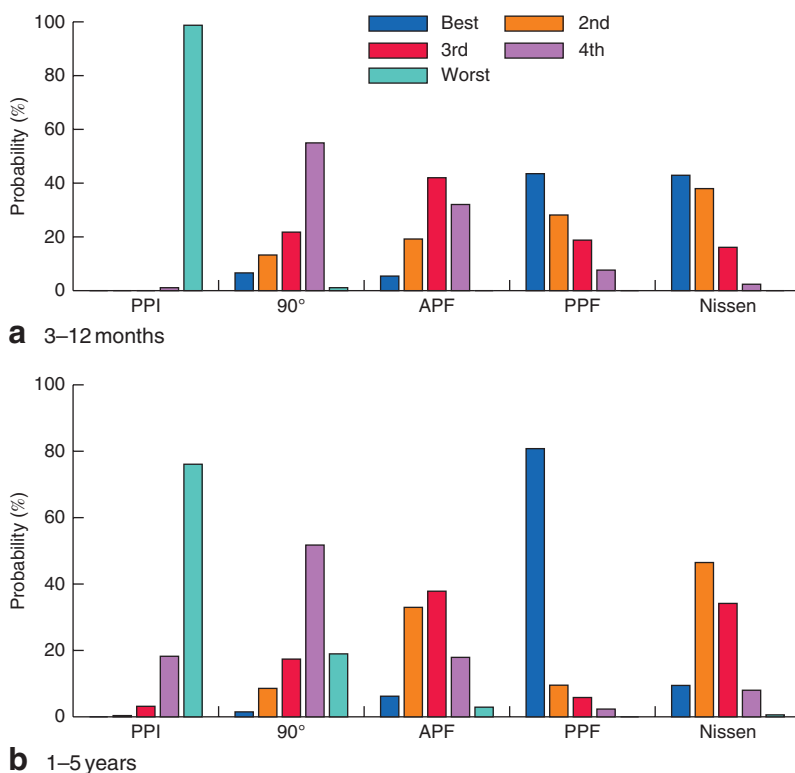 100
80
60
40
20
0
Probability (%)
Best
2nd
3rd
4th
Worst
PPI
90°
APF
PPF
Nissen
a 3–12 months
100
80
60
40
20
0
Probability (%)
PPI
90°
APF
PPF
Nissen
b 1–5 years